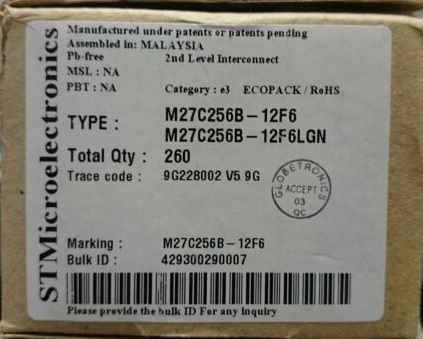 STMicroelectronics
Manufactured under patents or patents pending
Assembled in: MALAYSIA
Pb-free 2nd Level Interconnect
MSL : NA
PBT : NA Category : e3 ECOPACK / RoHS
TYPE : M27C256B-12F6
M27C256B-12F6LGN
Total Qty : 260
Trace code : 9G228002 V5 9G
GLOBETRONICS
ACCEPT
03
QC
Marking : M27C256B-12F6
Bulk ID : 429300290007
Please provide the bulk ID For any inquiry